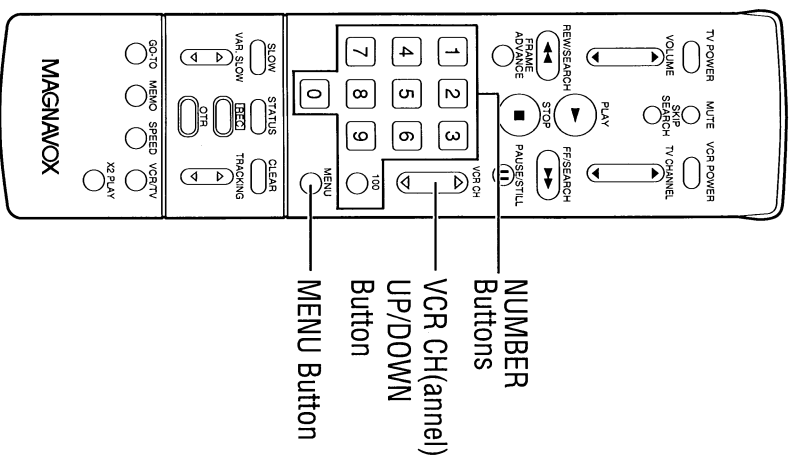 TV POWER
MUTE
VCR POWER
VOLUME
SKIP
SEARCH
TV CHANNEL
PLAY
REW/SEARCH
FF/SEARCH
STOP
FRAME
ADVANCE
PAUSE/STILL
1 2 3
4 5 6
7 8 9
0
100
VCR CH
MENU
SLOW
STATUS
CLEAR
VAR. SLOW
REC
OTR
TRACKING
GO-TO
MEMO
SPEED
VCR/TV
X2 PLAY
MAGNAVOX
NUMBER
Buttons
VCR CH(annel)
UP/DOWN
Button
MENU Button